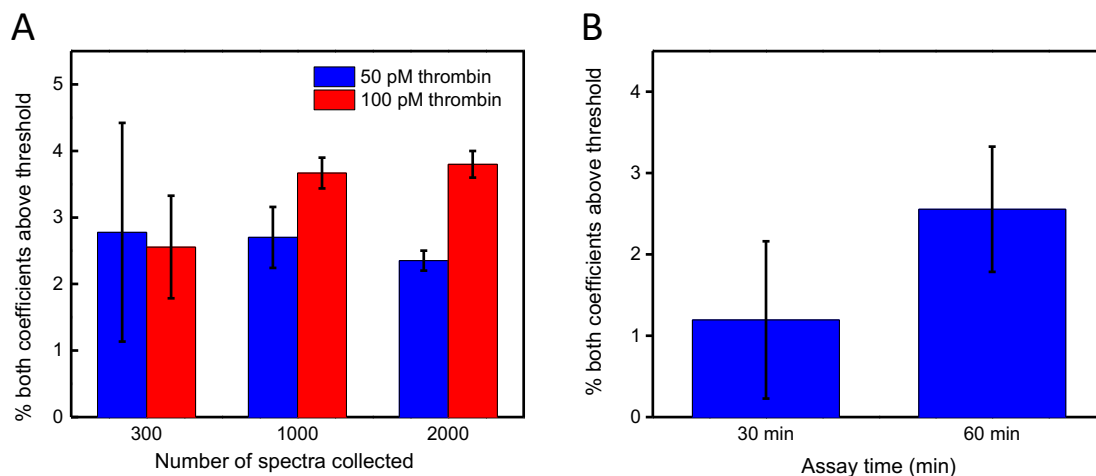 A
% both coefficients above threshold
5
4
3
2
1
0
50 pM thrombin
100 pM thrombin
300
1000
2000
Number of spectra collected
B
% both coefficients above threshold
4
3
2
1
0
30 min
60 min
Assay time (min)